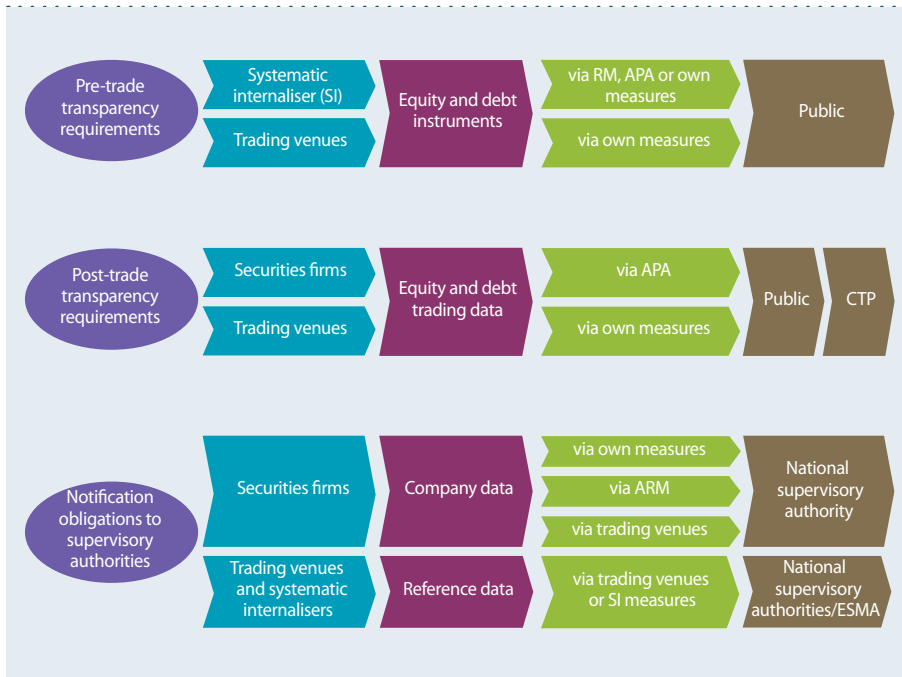 Pre-trade
transparency
requirements
Systematic
internaliser (SI)
Trading venues
Equity and debt
instruments
via RM, APA or own
measures
via own measures
Public
Post-trade
transparency
requirements
Securities firms
Trading venues
Equity and debt
trading data
via APA
via own measures
Public
CTP
Notification
obligations to
supervisory
authorities
Securities firms
Company data
via own measures
via ARM
via trading venues
National
supervisory
authority
Trading venues
and systematic
internalisers
Reference data
via trading venues
or SI measures
National
supervisory
authorities/ESMA